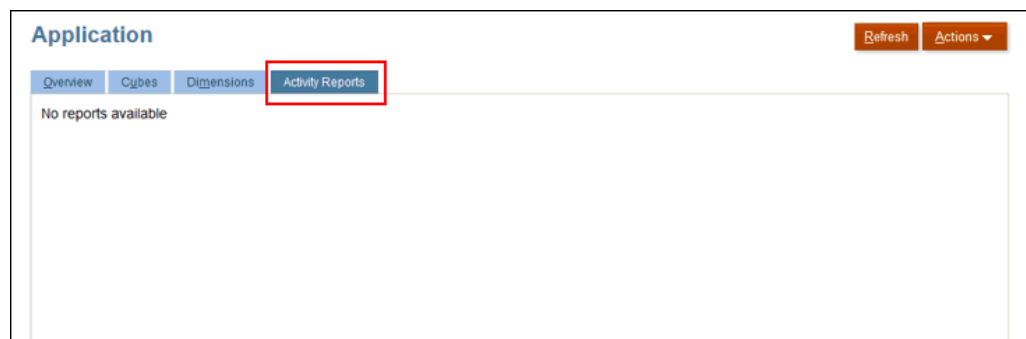 Application
Refresh Actions
Overview Cubes Dimensions Activity Reports
No reports available